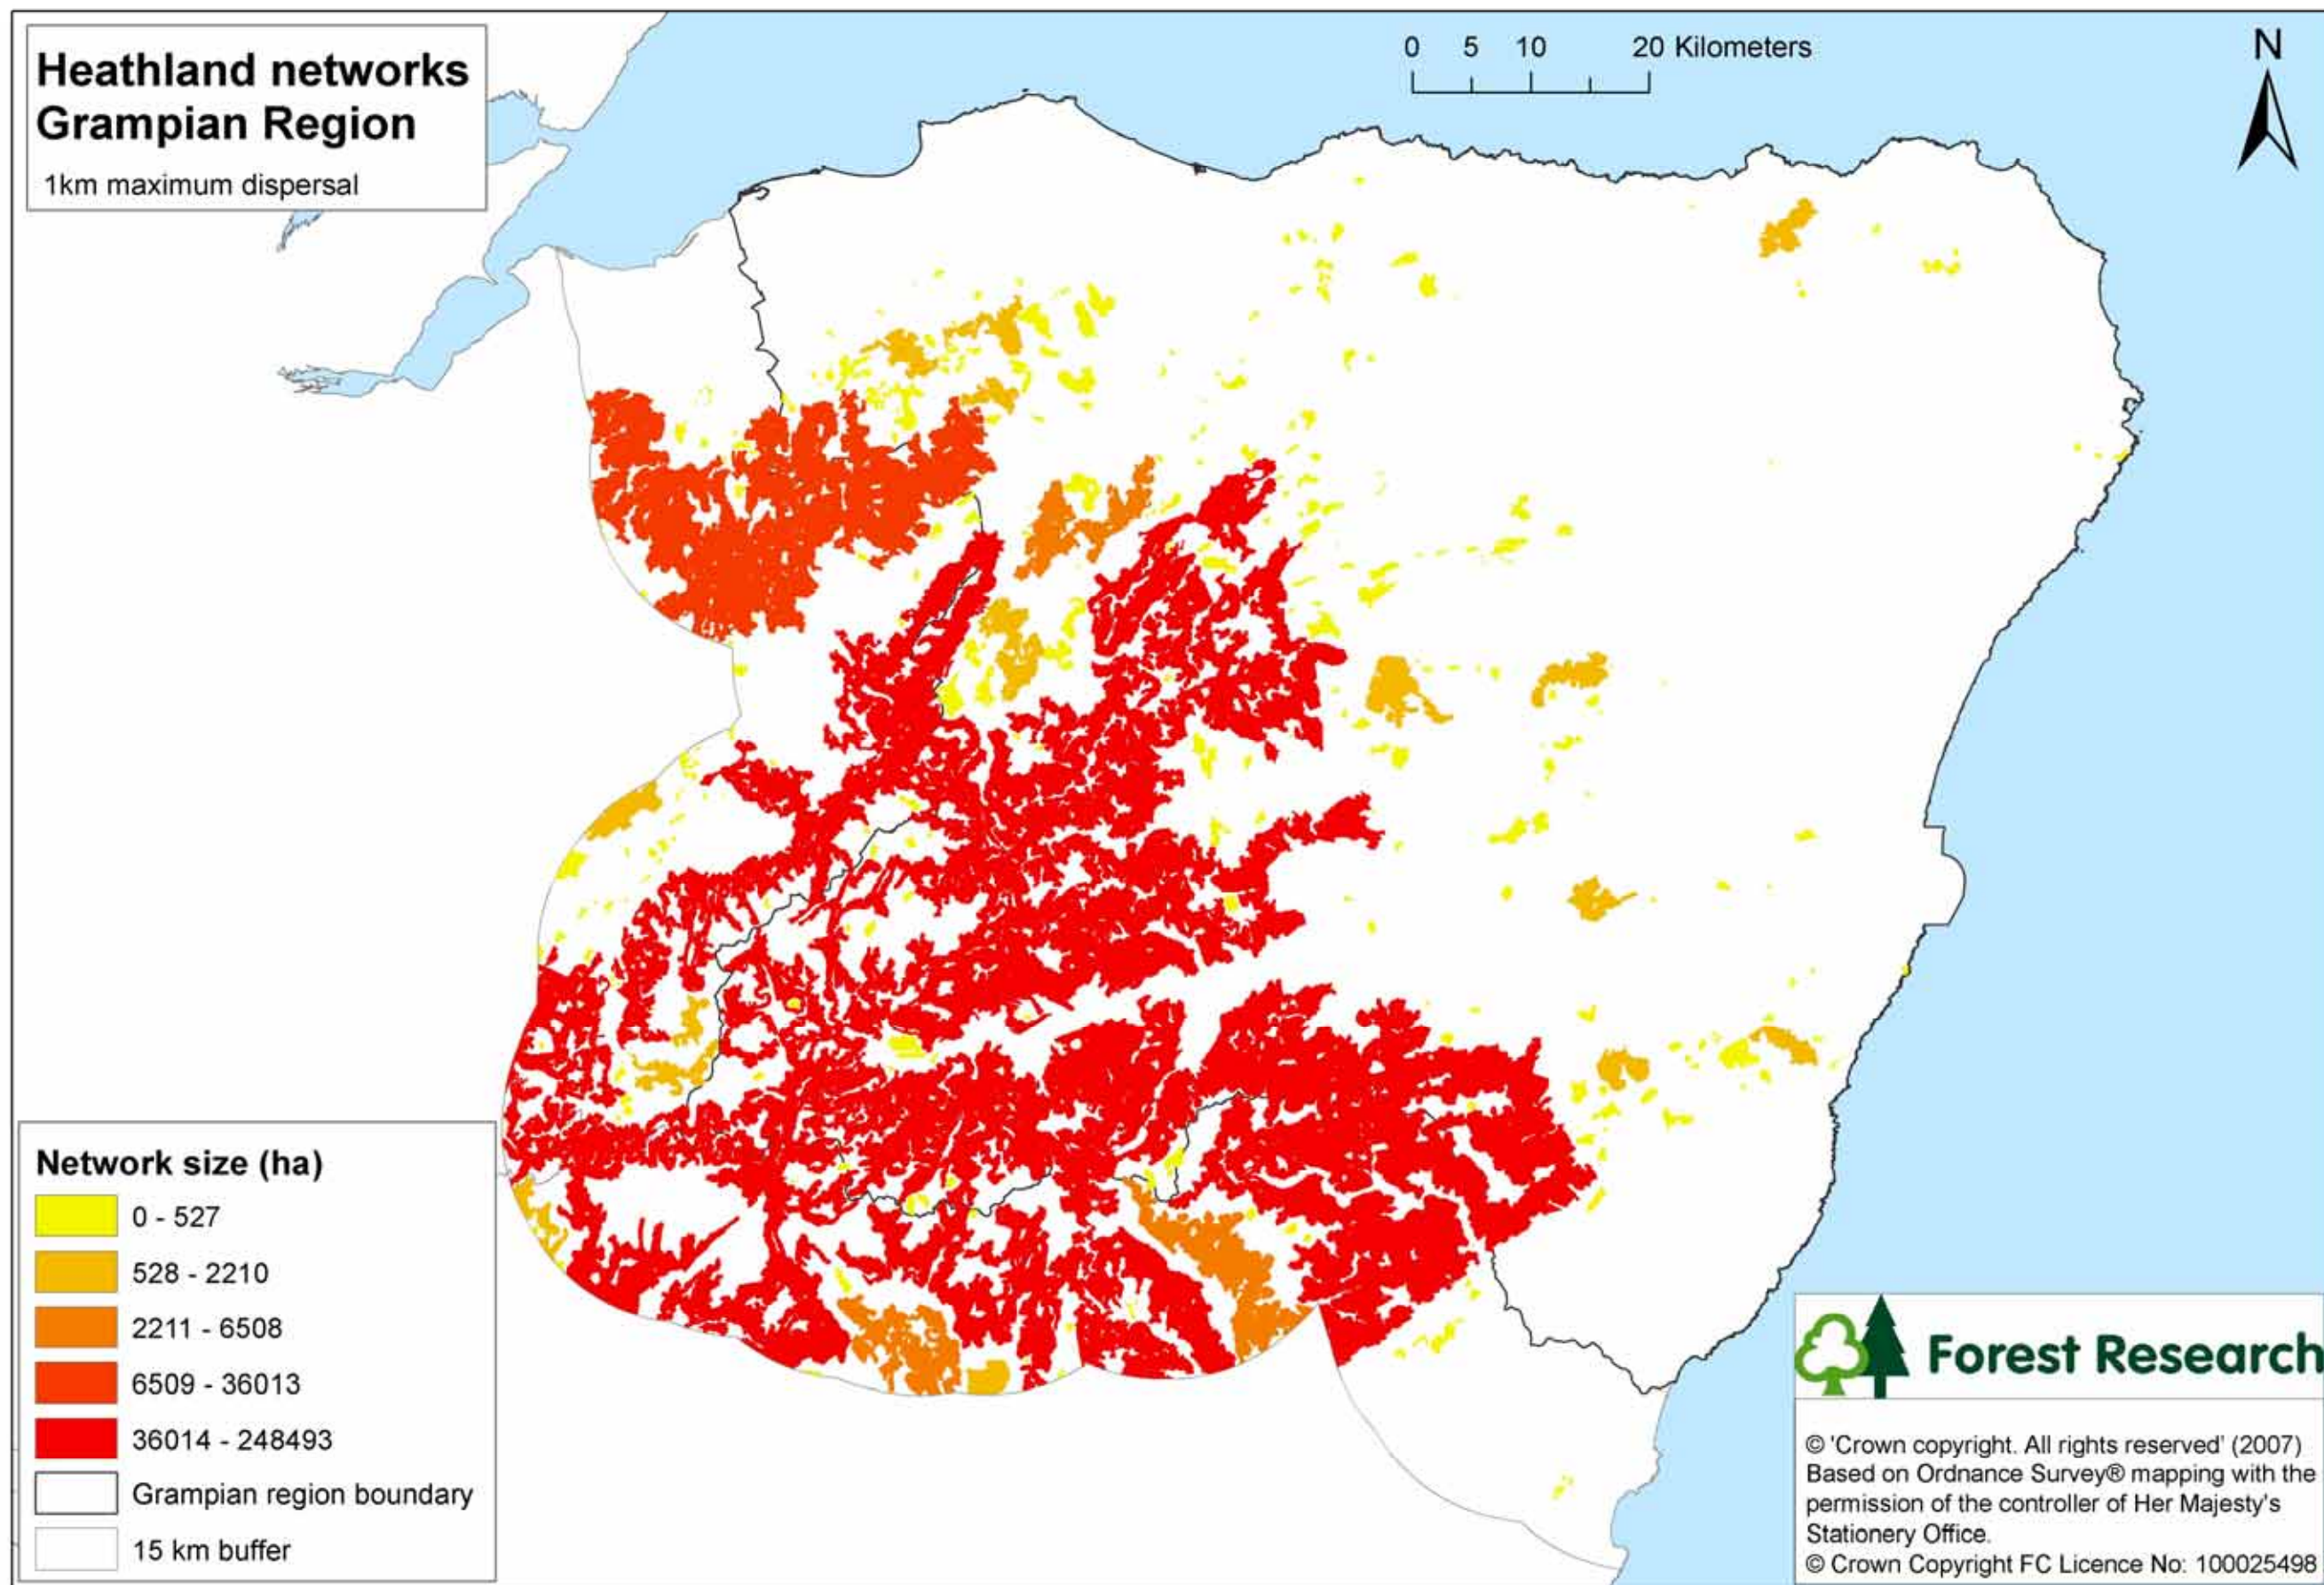 Heathland networks
Grampian Region
1km maximum dispersal
0 5 10 20 Kilometers
N
Network size (ha)
0 - 527
528 - 2210
2211 - 6508
6509 - 36013
36014 - 248493
Grampian region boundary
15 km buffer
Forest Research
© 'Crown copyright. All rights reserved' (2007)
Based on Ordnance Survey® mapping with the
permission of the controller of Her Majesty's
Stationery Office.
© Crown Copyright FC Licence No: 100025498